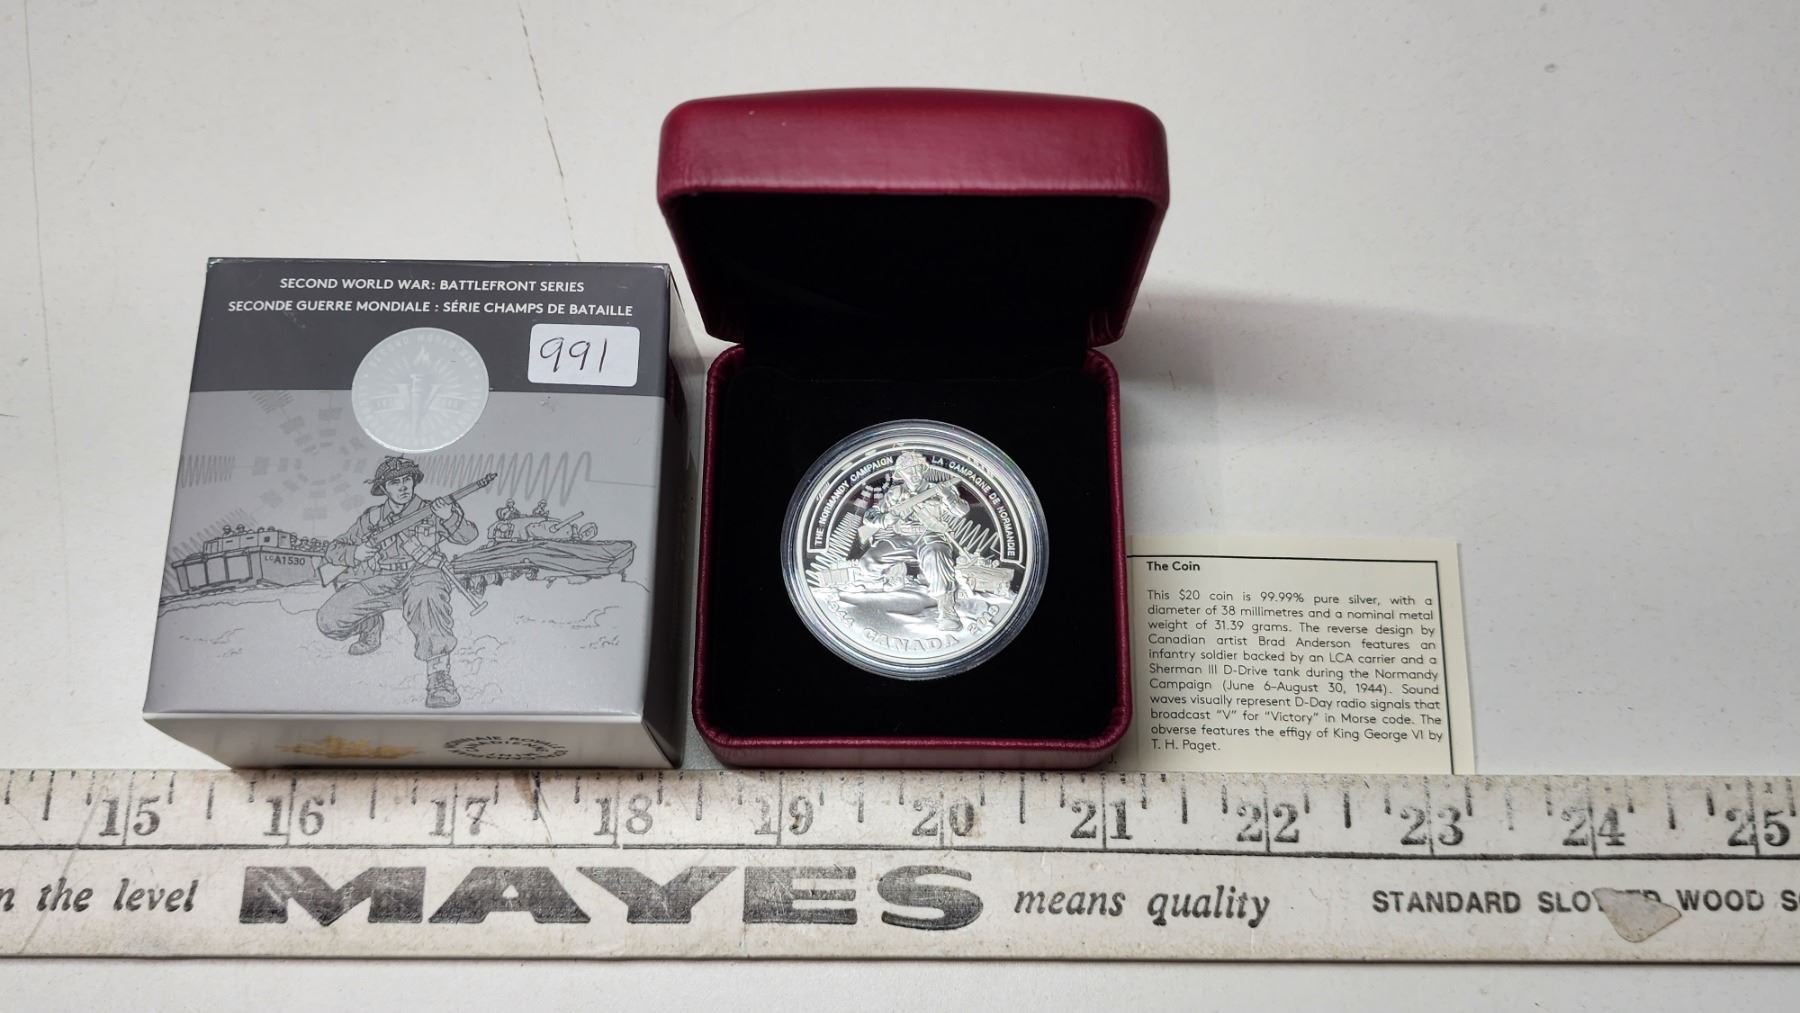 SECOND WORLD WAR: BATTLEFRONT SERIES
SECONDE GUERRE MONDIALE : SÉRIE CHAMPS DE BATAILLE
991
LCA1530
MONNAIE ROYALE
THE NORMANDY CAMPAIGN
LA CAMPAGNE DE NORMANDIE
1944 CANADA 2019
The Coin
This $20 coin is 99.99% pure silver, with a
diameter of 38 millimetres and a nominal metal
weight of 31.39 grams. The reverse design by
Canadian artist Brad Anderson features an
infantry soldier backed by an LCA carrier and a
Sherman III D-Drive tank during the Normandy
Campaign (June 6–August 30, 1944). Sound
waves visually represent D-Day radio signals that
broadcast "V" for "Victory" in Morse code. The
obverse features the effigy of King George VI by
T. H. Paget.
15 16 17 18 19 20 21 22 23 24 25
the level MAYES means quality STANDARD WOOD